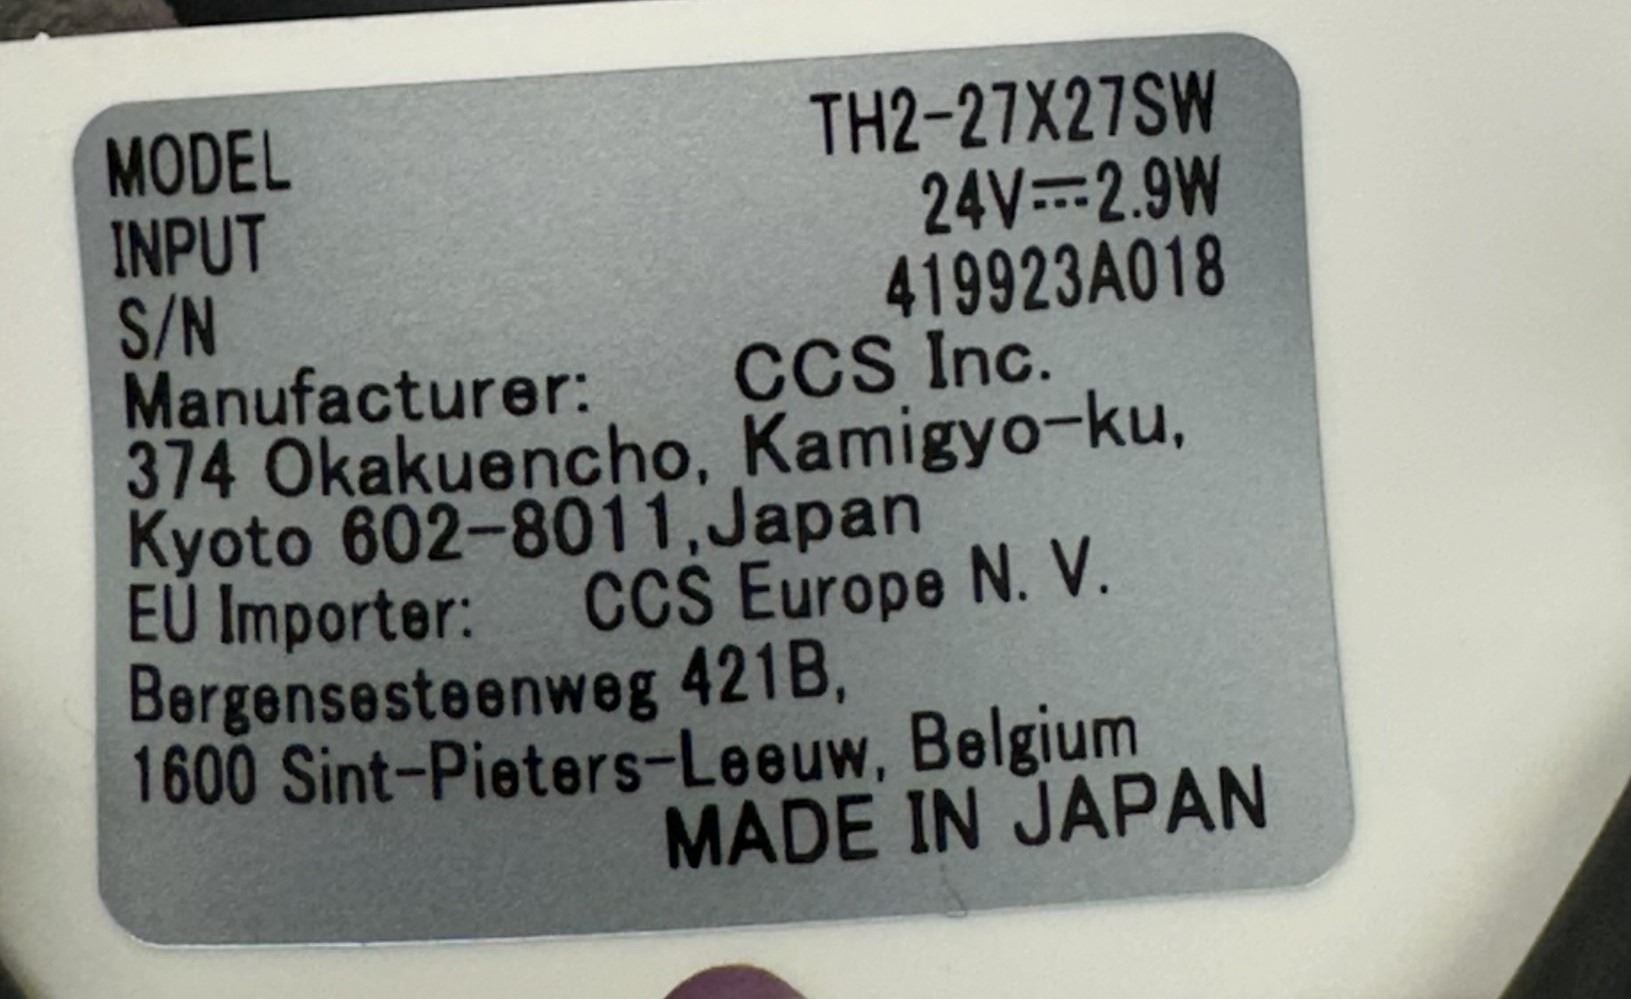 MODEL TH2-27X27SW
INPUT 24V⎓2.9W
S/N 419923A018
Manufacturer: CCS Inc.
374 Okakuencho, Kamigyo-ku,
Kyoto 602-8011,Japan
EU Importer: CCS Europe N. V.
Bergensesteenweg 421B,
1600 Sint-Pieters-Leeuw, Belgium
MADE IN JAPAN